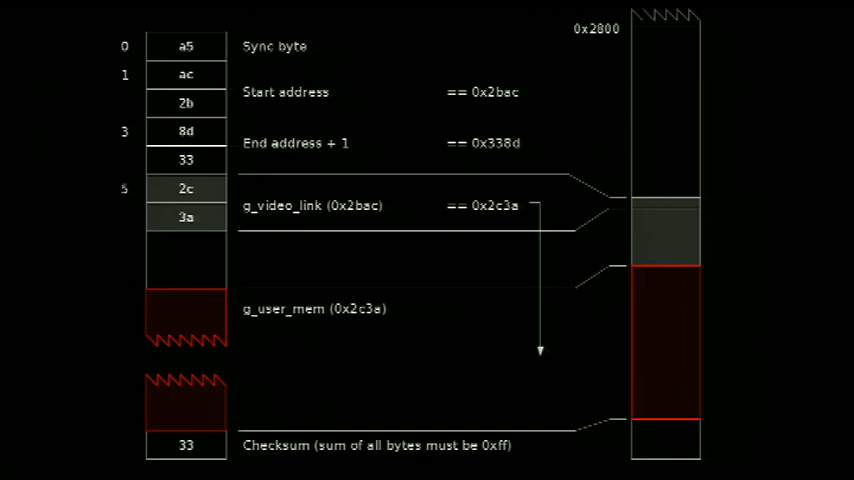 0x2800
0 a5 Sync byte
1 ac
Start address == 0x2bac
2b
3 8d
End address + 1 == 0x338d
33
5 2c
g_video_link (0x2bac) == 0x2c3a
3a
g_user_mem (0x2c3a)
33 Checksum (sum of all bytes must be 0xff)